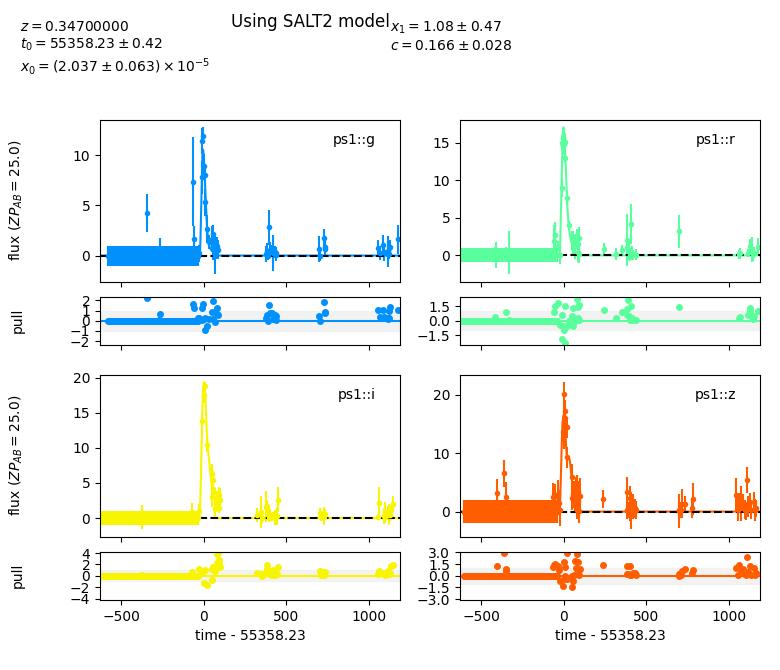 Using SALT2 model
z = 0.34700000
t₀ = 55358.23 ± 0.42
x₀ = (2.037 ± 0.063) × 10⁻⁵
x₁ = 1.08 ± 0.47
c = 0.166 ± 0.028
flux (ZP_AB = 25.0)
10
5
0
ps1::g
15
10
5
0
ps1::r
pull
2
1
0
−1
−2
1.5
0.0
−1.5
flux (ZP_AB = 25.0)
20
15
10
5
0
ps1::i
20
10
0
ps1::z
pull
4
2
0
−2
−4
3.0
1.5
0.0
−1.5
−3.0
−500 0 500 1000
−500 0 500 1000
time - 55358.23
time - 55358.23